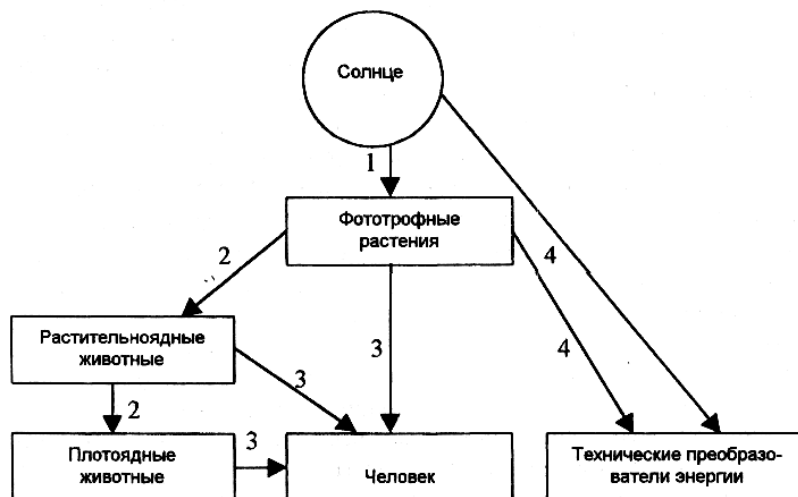 Солнце
1
Фототрофные
растения
2
4
3
4
Растительноядные
животные
3
2
3
Плотоядные
животные
Человек
Технические преобразо-
ватели энергии